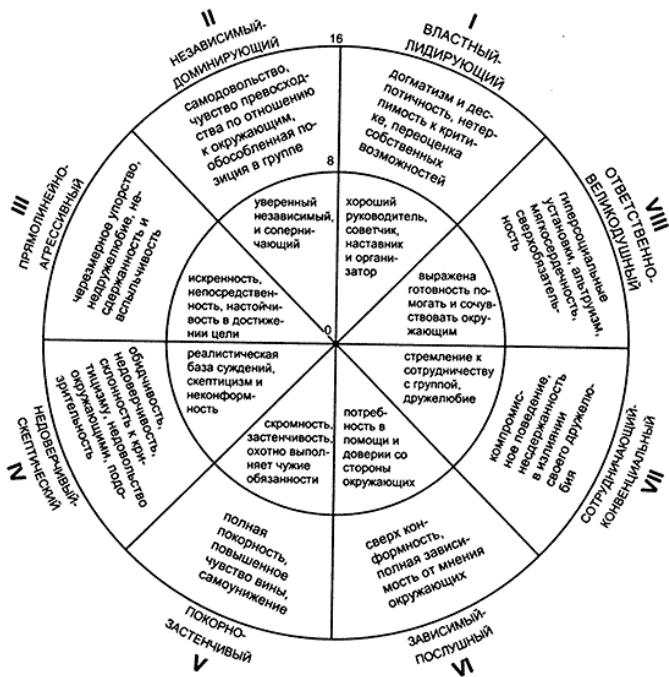 I
ВЛАСТНЫЙ-
ЛИДИРУЮЩИЙ
догматизм и дес-
потичность, нетер-
пимость к крити-
ке, переоценка
собственных
возможностей
хороший
руководитель,
советчик,
наставник
и органи-
затор
II
НЕЗАВИСИМЫЙ-
ДОМИНИРУЮЩИЙ
самодовольство,
чувство превосход-
ства по отношению
к окружающим,
обособленная по-
зиция в группе
уверенный
независимый,
и соперни-
чающий
III
ПРЯМОЛИНЕЙНО-
АГРЕССИВНЫЙ
черезмерное упорство,
недружелюбие, не-
сдержанность и
вспыльчивость
искренность,
непосредствен-
ность, настойчи-
вость в достиже-
нии цели
IV
НЕДОВЕРЧИВЫЙ-
СКЕПТИЧЕСКИЙ
обидчивость,
недоверчивость,
склонность к кри-
тицизму, недовольство
окружающими, подо-
зрительность
реалистическая
база суждений,
скептицизм и
неконформ-
ность
V
ПОКОРНО-
ЗАСТЕНЧИВЫЙ
полная
покорность,
повышенное
чувство вины,
самоунижение
скромность,
застенчивость,
охотно выпол-
няет чужие
обязанности
VI
ЗАВИСИМЫЙ-
ПОСЛУШНЫЙ
сверх кон-
формность,
полная зависи-
мость от мнения
окружающих
потреб-
ность в
помощи и
доверии со
стороны
окружающих
VII
СОТРУДНИЧАЮЩИЙ-
КОНВЕНЦИАЛЬНЫЙ
компромис-
сное поведение,
несдержанность
в излиянии
своего дружелю-
бия
стремление к
сотрудничеству
с группой,
дружелюбие
VIII
ОТВЕТСТВЕННО-
ВЕЛИКОДУШНЫЙ
гиперсоциальные
установки, альтруизм,
мягкосердечность,
сверхобязатель-
ность
выражена
готовность по-
могать и сочув-
ствовать окру-
жающим
16
8
0